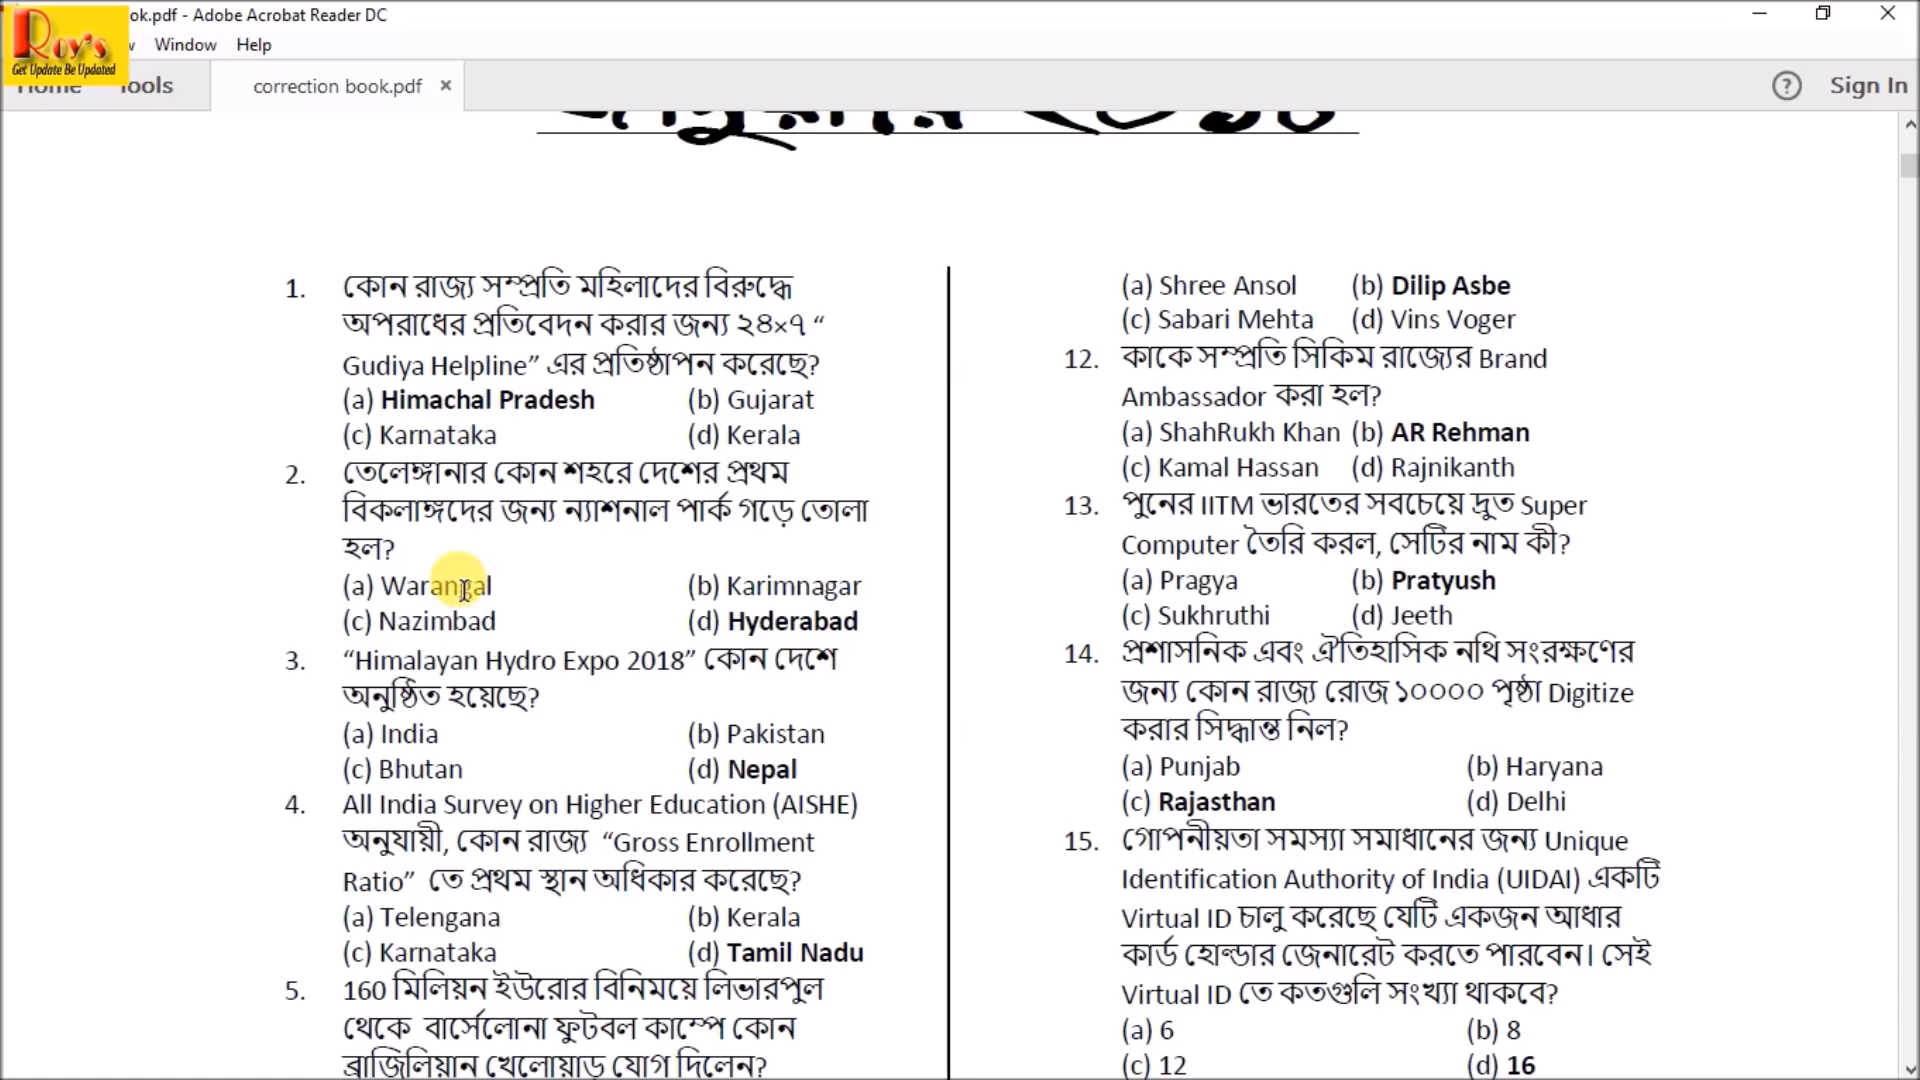 Roy's
Get Update Be Updated
ok.pdf - Adobe Acrobat Reader DC
Window Help
Home Tools correction book.pdf × ? Sign In
1. কোন রাজ্য সম্প্রতি মহিলাদের বিরুদ্ধে
অপরাধের প্রতিবেদন করার জন্য ২৪×৭ “
Gudiya Helpline” এর প্রতিষ্ঠাপন করেছে?
(a) Himachal Pradesh (b) Gujarat
(c) Karnataka (d) Kerala
2. তেলেঙ্গানার কোন শহরে দেশের প্রথম
বিকলাঙ্গদের জন্য ন্যাশনাল পার্ক গড়ে তোলা
হল?
(a) Warangal (b) Karimnagar
(c) Nazimbad (d) Hyderabad
3. “Himalayan Hydro Expo 2018” কোন দেশে
অনুষ্ঠিত হয়েছে?
(a) India (b) Pakistan
(c) Bhutan (d) Nepal
4. All India Survey on Higher Education (AISHE)
অনুযায়ী, কোন রাজ্য “Gross Enrollment
Ratio” তে প্রথম স্থান অধিকার করেছে?
(a) Telengana (b) Kerala
(c) Karnataka (d) Tamil Nadu
5. 160 মিলিয়ন ইউরোর বিনিময়ে লিভারপুল
থেকে বার্সেলোনা ফুটবল কাম্পে কোন
ব্রাজিলিয়ান খেলোয়াড় যোগ দিলেন?
(a) Shree Ansol (b) Dilip Asbe
(c) Sabari Mehta (d) Vins Voger
12. কাকে সম্প্রতি সিকিম রাজ্যের Brand
Ambassador করা হল?
(a) ShahRukh Khan (b) AR Rehman
(c) Kamal Hassan (d) Rajnikanth
13. পুনের IITM ভারতের সবচেয়ে দ্রুত Super
Computer তৈরি করল, সেটির নাম কী?
(a) Pragya (b) Pratyush
(c) Sukhruthi (d) Jeeth
14. প্রশাসনিক এবং ঐতিহাসিক নথি সংরক্ষণের
জন্য কোন রাজ্য রোজ ১০০০০ পৃষ্ঠা Digitize
করার সিদ্ধান্ত নিল?
(a) Punjab (b) Haryana
(c) Rajasthan (d) Delhi
15. গোপনীয়তা সমস্যা সমাধানের জন্য Unique
Identification Authority of India (UIDAI) একটি
Virtual ID চালু করেছে যেটি একজন আধার
কার্ড হোল্ডার জেনারেট করতে পারবেন। সেই
Virtual ID তে কতগুলি সংখ্যা থাকবে?
(a) 6 (b) 8
(c) 12 (d) 16